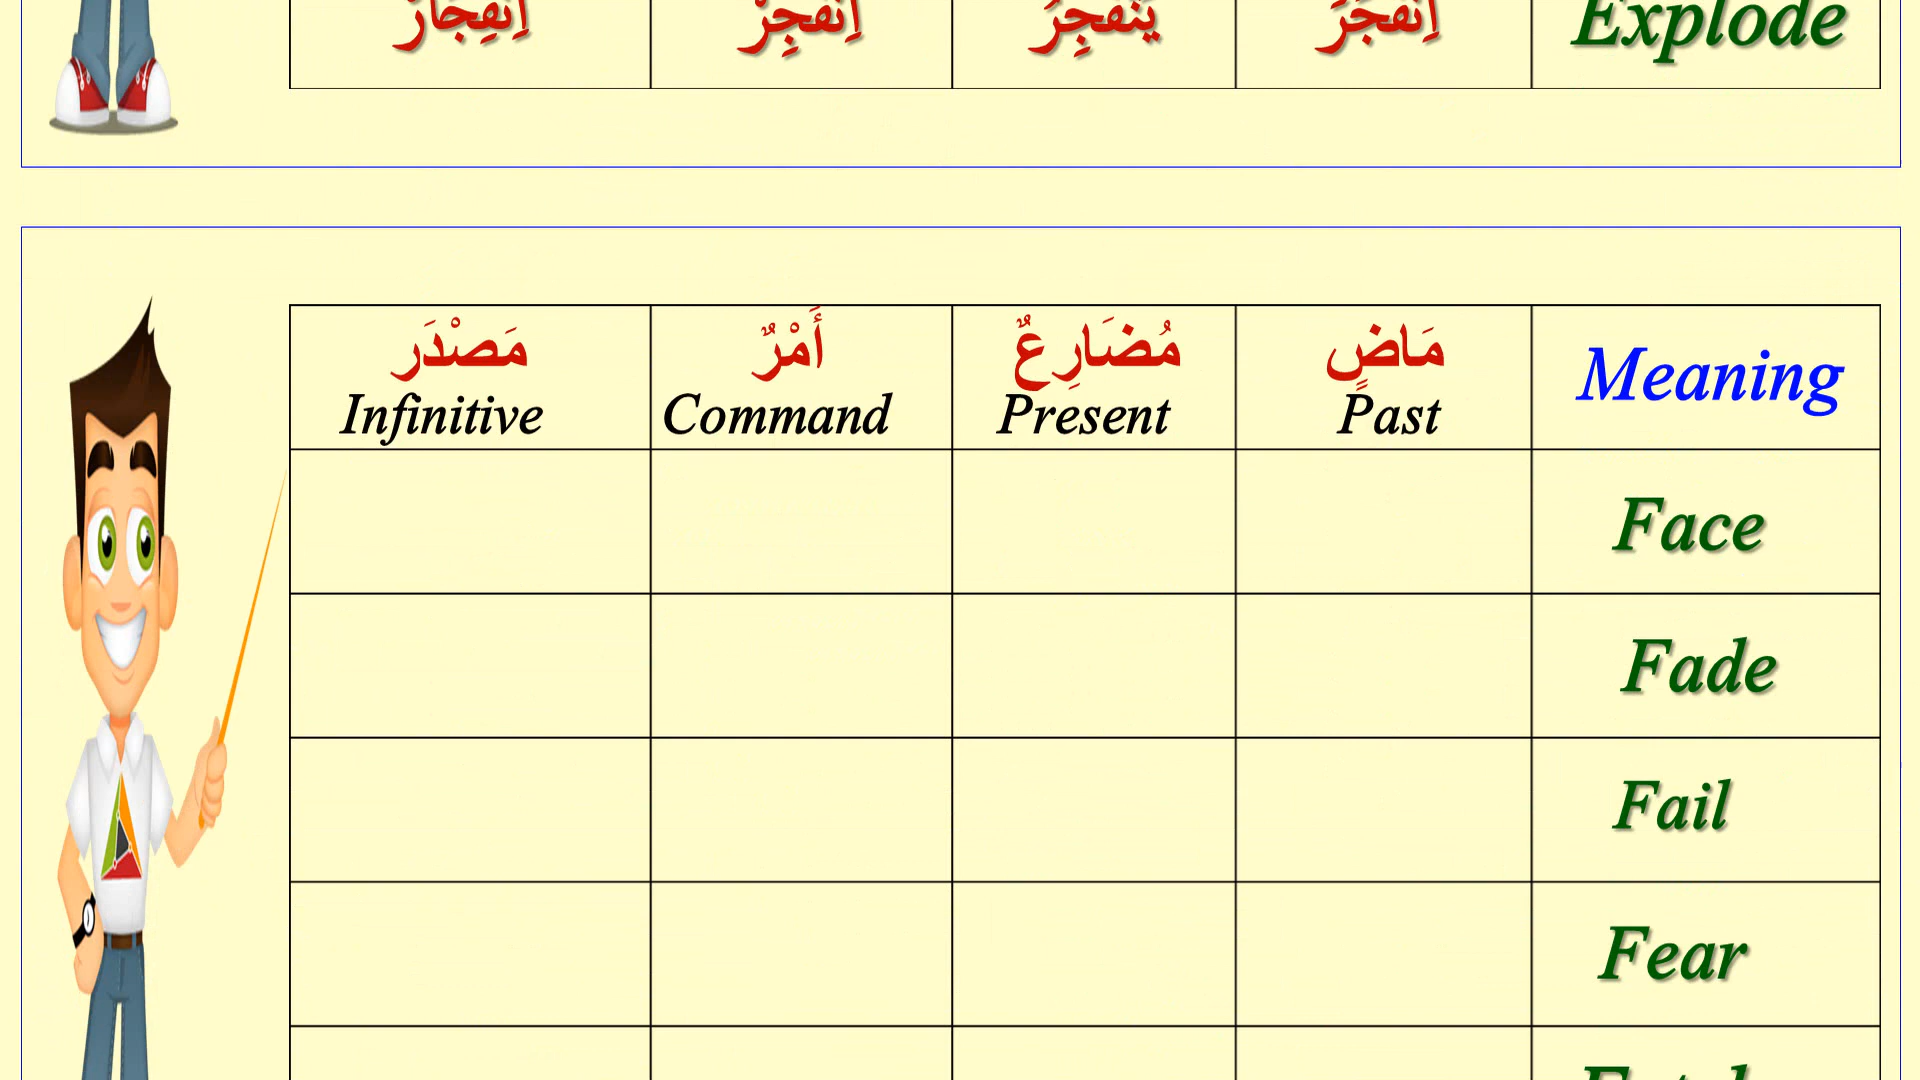 اِنْفَجَرَ يَنْفَجِرُ اِنْفَجِرْ اِنْفِجَارٌ Explode
مَاضٍ مُضَارِعٌ أَمْرٌ مَصْدَر
Meaning
Past Present Command Infinitive
Face
Fade
Fail
Fear